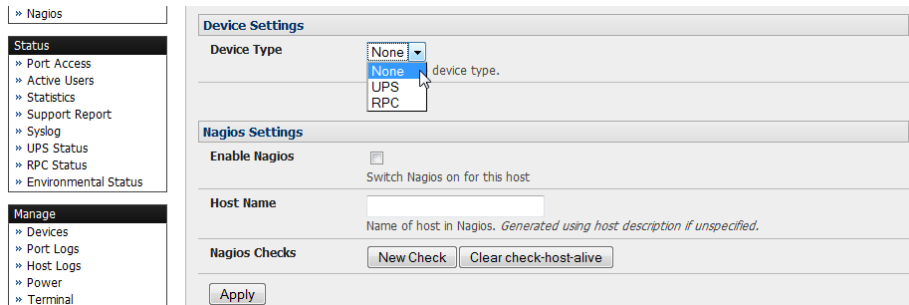 » Nagios
Status
» Port Access
» Active Users
» Statistics
» Support Report
» Syslog
» UPS Status
» RPC Status
» Environmental Status
Manage
» Devices
» Port Logs
» Host Logs
» Power
» Terminal
Device Settings
Device Type
None
None
device type.
UPS
RPC
Nagios Settings
Enable Nagios
Switch Nagios on for this host
Host Name
Name of host in Nagios. Generated using host description if unspecified.
Nagios Checks
New Check
Clear check-host-alive
Apply